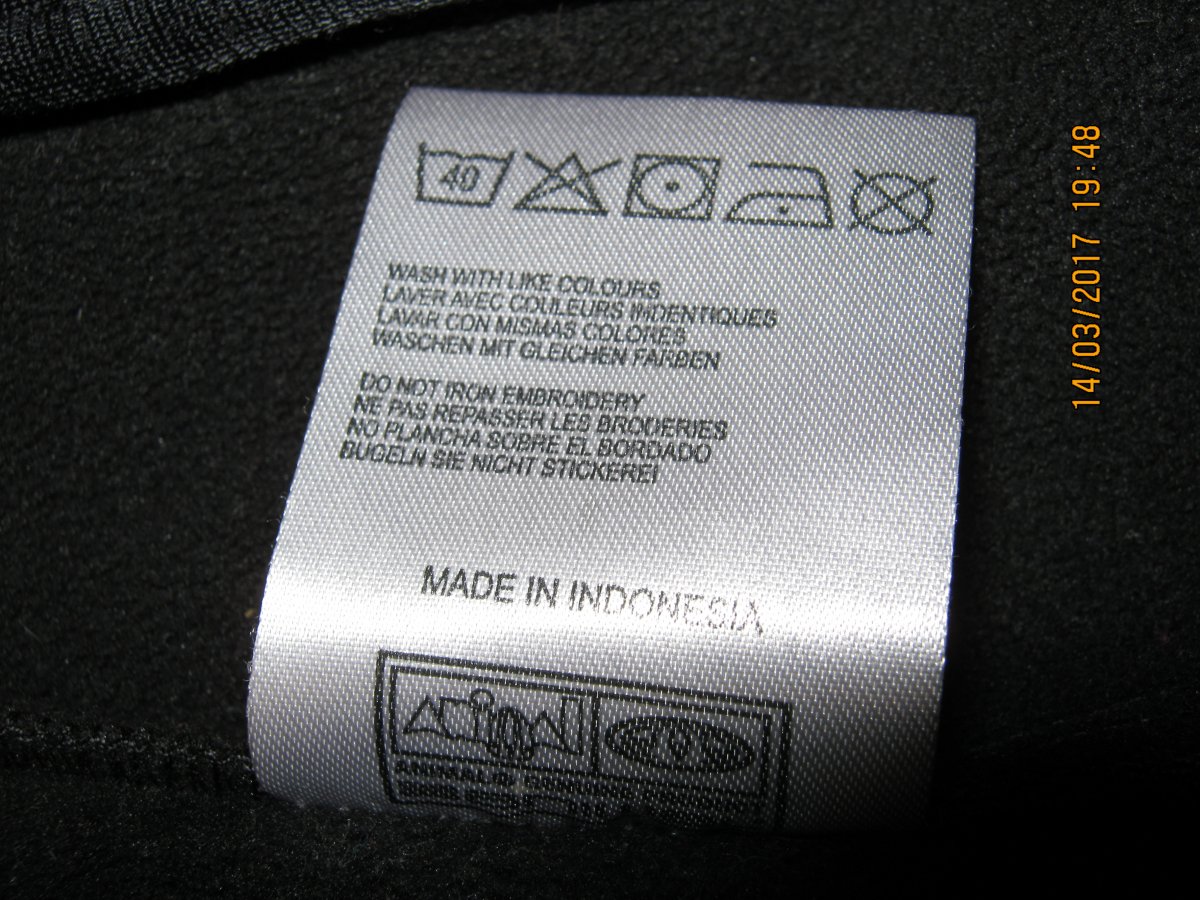 40
WASH WITH LIKE COLOURS
LAVER AVEC COULEURS INDENTIQUES
LAVAR CON MISMAS COLORES
WASCHEN MIT GLEICHEN FARBEN
DO NOT IRON EMBROIDERY
NE PAS REPASSER LES BRODERIES
NO PLANCHA SOBRE EL BORDADO
BUGELN SIE NICHT STICKEREI
MADE IN INDONESIA
animal
ANIMAL®
14/03/2017 19:48